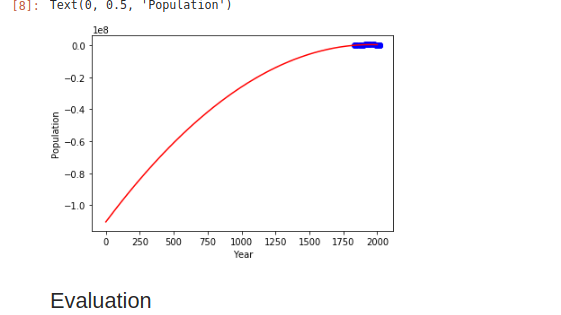 [8]: Text(0, 0.5, 'Population')
1e8
0.0
−0.2
−0.4
−0.6
−0.8
−1.0
Population
0 250 500 750 1000 1250 1500 1750 2000
Year
Evaluation